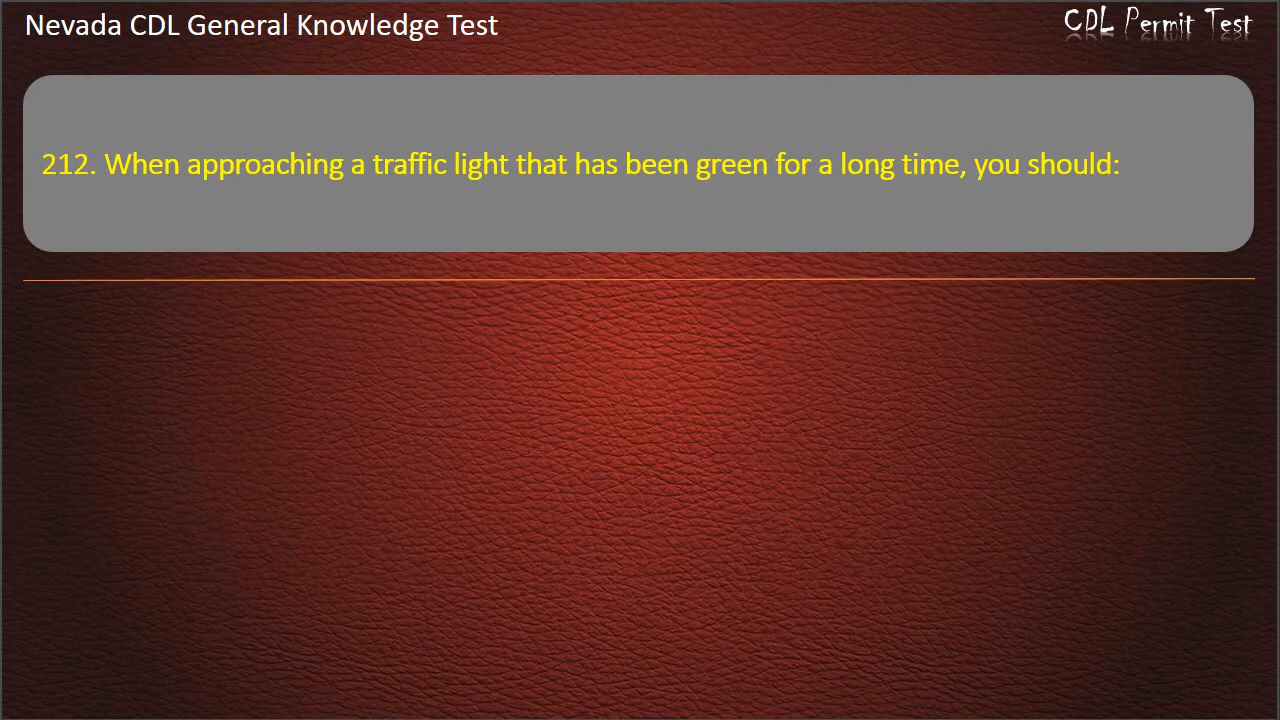 Nevada CDL General Knowledge Test
CDL Permit Test
212. When approaching a traffic light that has been green for a long time, you should: